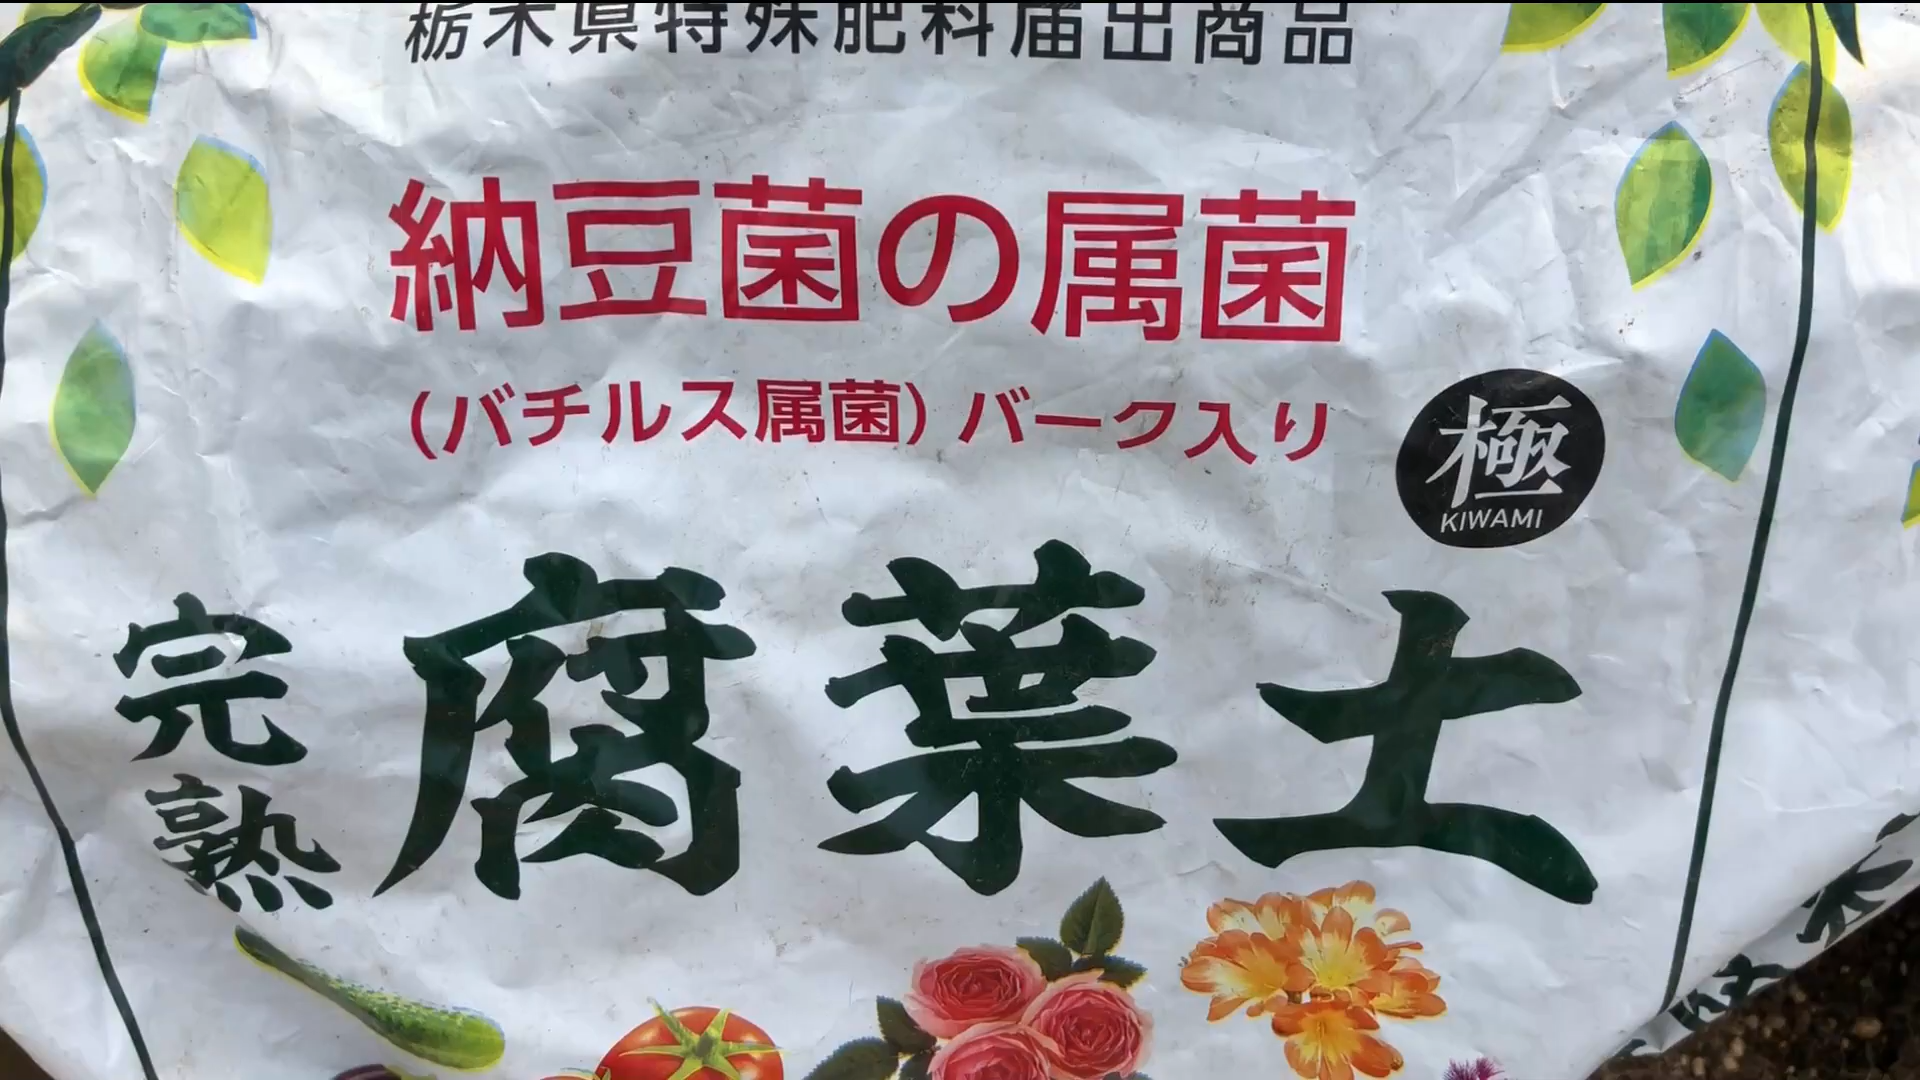 栃木県特殊肥料届出商品
納豆菌の属菌
(バチルス属菌)バーク入り
極
KIWAMI
完熟
腐葉土